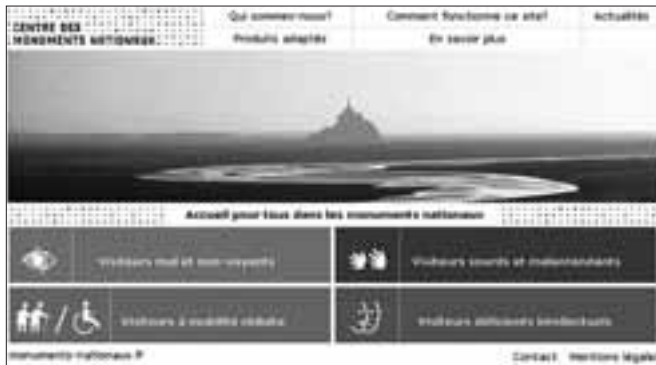 CENTRE DES
MONUMENTS NATIONAUX
Qui sommes-nous?
Comment fonctionne ce site?
Actualités
Produits adaptés
En savoir plus
Accueil pour tous dans les monuments nationaux
Visiteurs mal et non-voyants
Visiteurs sourds et malentendants
Visiteurs à mobilité réduite
Visiteurs déficients intellectuels
monuments-nationaux.fr
Contact
Mentions légales